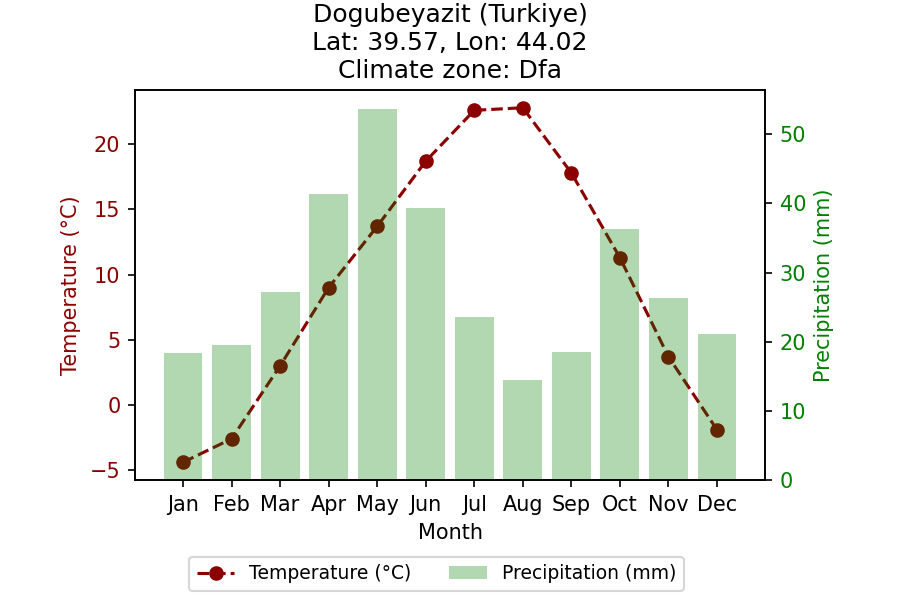 Dogubeyazit (Turkiye)
Lat: 39.57, Lon: 44.02
Climate zone: Dfa
Temperature (°C)
20
15
10
5
0
−5
Precipitation (mm)
50
40
30
20
10
0
Jan Feb Mar Apr May Jun Jul Aug Sep Oct Nov Dec
Month
Temperature (°C) Precipitation (mm)